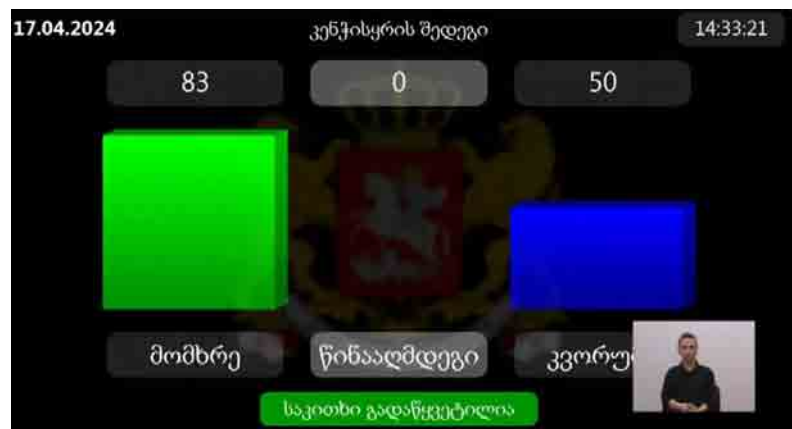 17.04.2024 კენჭისყრის შედეგი 14:33:21
83 0 50
მომხრე წინააღმდეგი
საკითხი გადაწყვეტილია